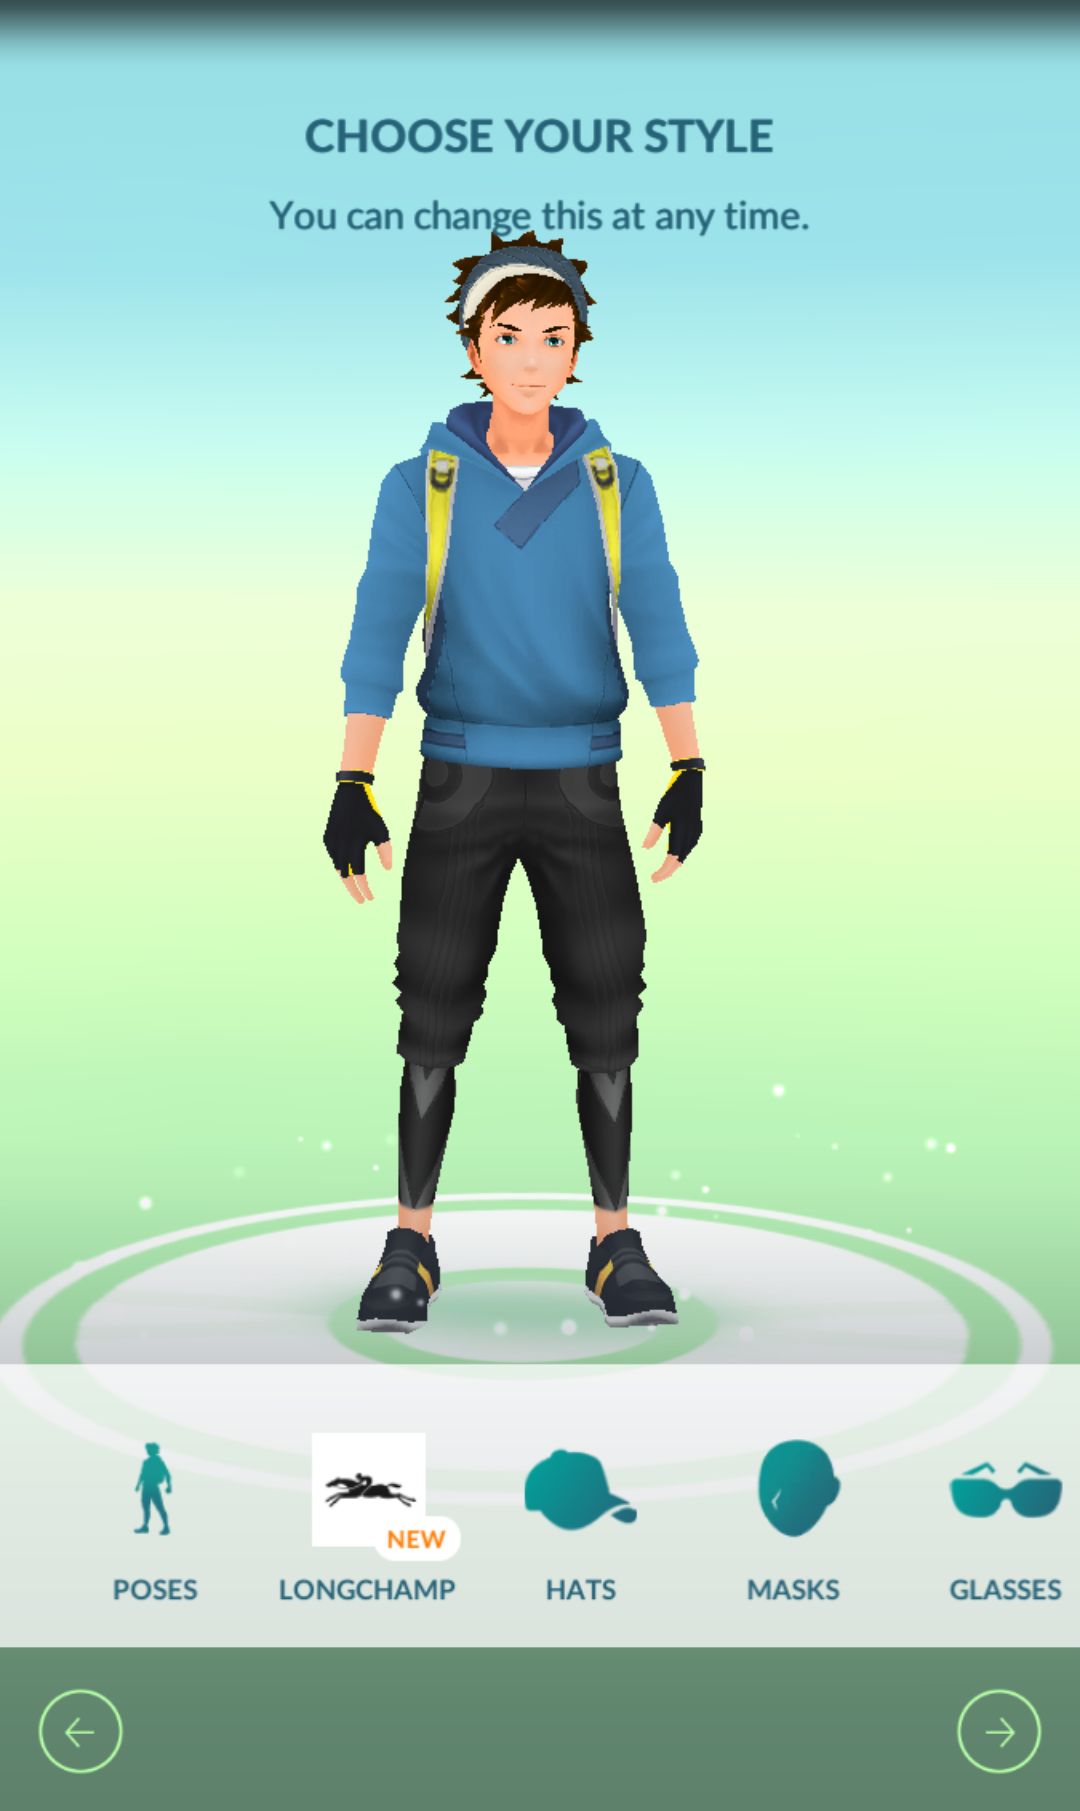 CHOOSE YOUR STYLE
You can change this at any time.
NEW
POSES
LONGCHAMP
HATS
MASKS
GLASSES